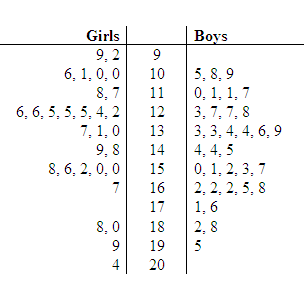 Girls Boys
9, 2 9
6, 1, 0, 0 10 5, 8, 9
8, 7 11 0, 1, 1, 7
6, 6, 5, 5, 5, 4, 2 12 3, 7, 7, 8
7, 1, 0 13 3, 3, 4, 4, 6, 9
9, 8 14 4, 4, 5
8, 6, 2, 0, 0 15 0, 1, 2, 3, 7
7 16 2, 2, 2, 5, 8
17 1, 6
8, 0 18 2, 8
9 19 5
4 20